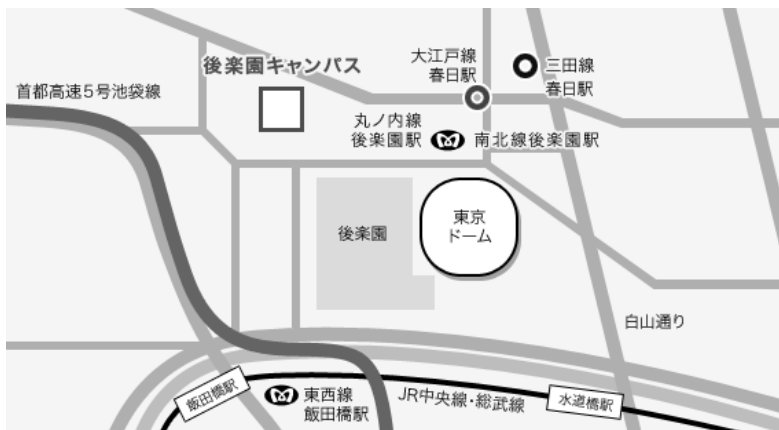 大江戸線
春日駅
三田線
春日駅
後楽園キャンパス
首都高速5号池袋線
丸ノ内線
後楽園駅
南北線後楽園駅
後楽園
東京
ドーム
白山通り
飯田橋駅
東西線
飯田橋駅
JR中央線・総武線
水道橋駅